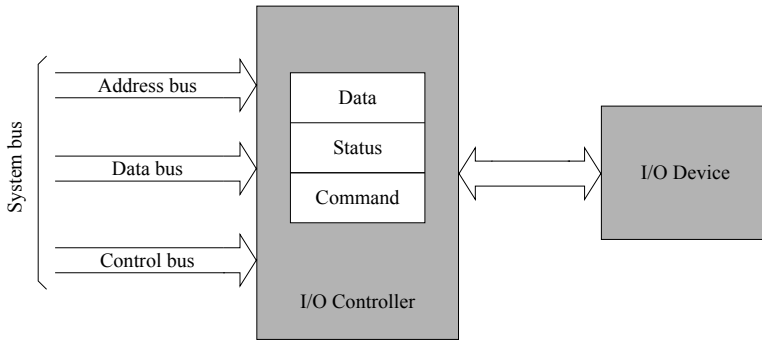 System bus
Address bus
Data bus
Control bus
Data
Status
Command
I/O Controller
I/O Device